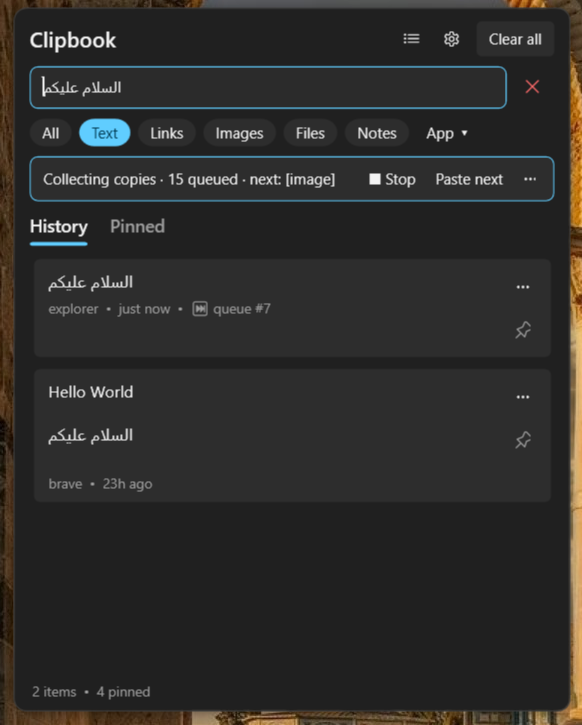 Clipbook
Clear all
السلام عليكم
All Text Links Images Files Notes App ▾
Collecting copies · 15 queued · next: [image] Stop Paste next ...
History Pinned
السلام عليكم ...
explorer • just now • ⏭ queue #7
Hello World ...
السلام عليكم
brave • 23h ago
2 items • 4 pinned